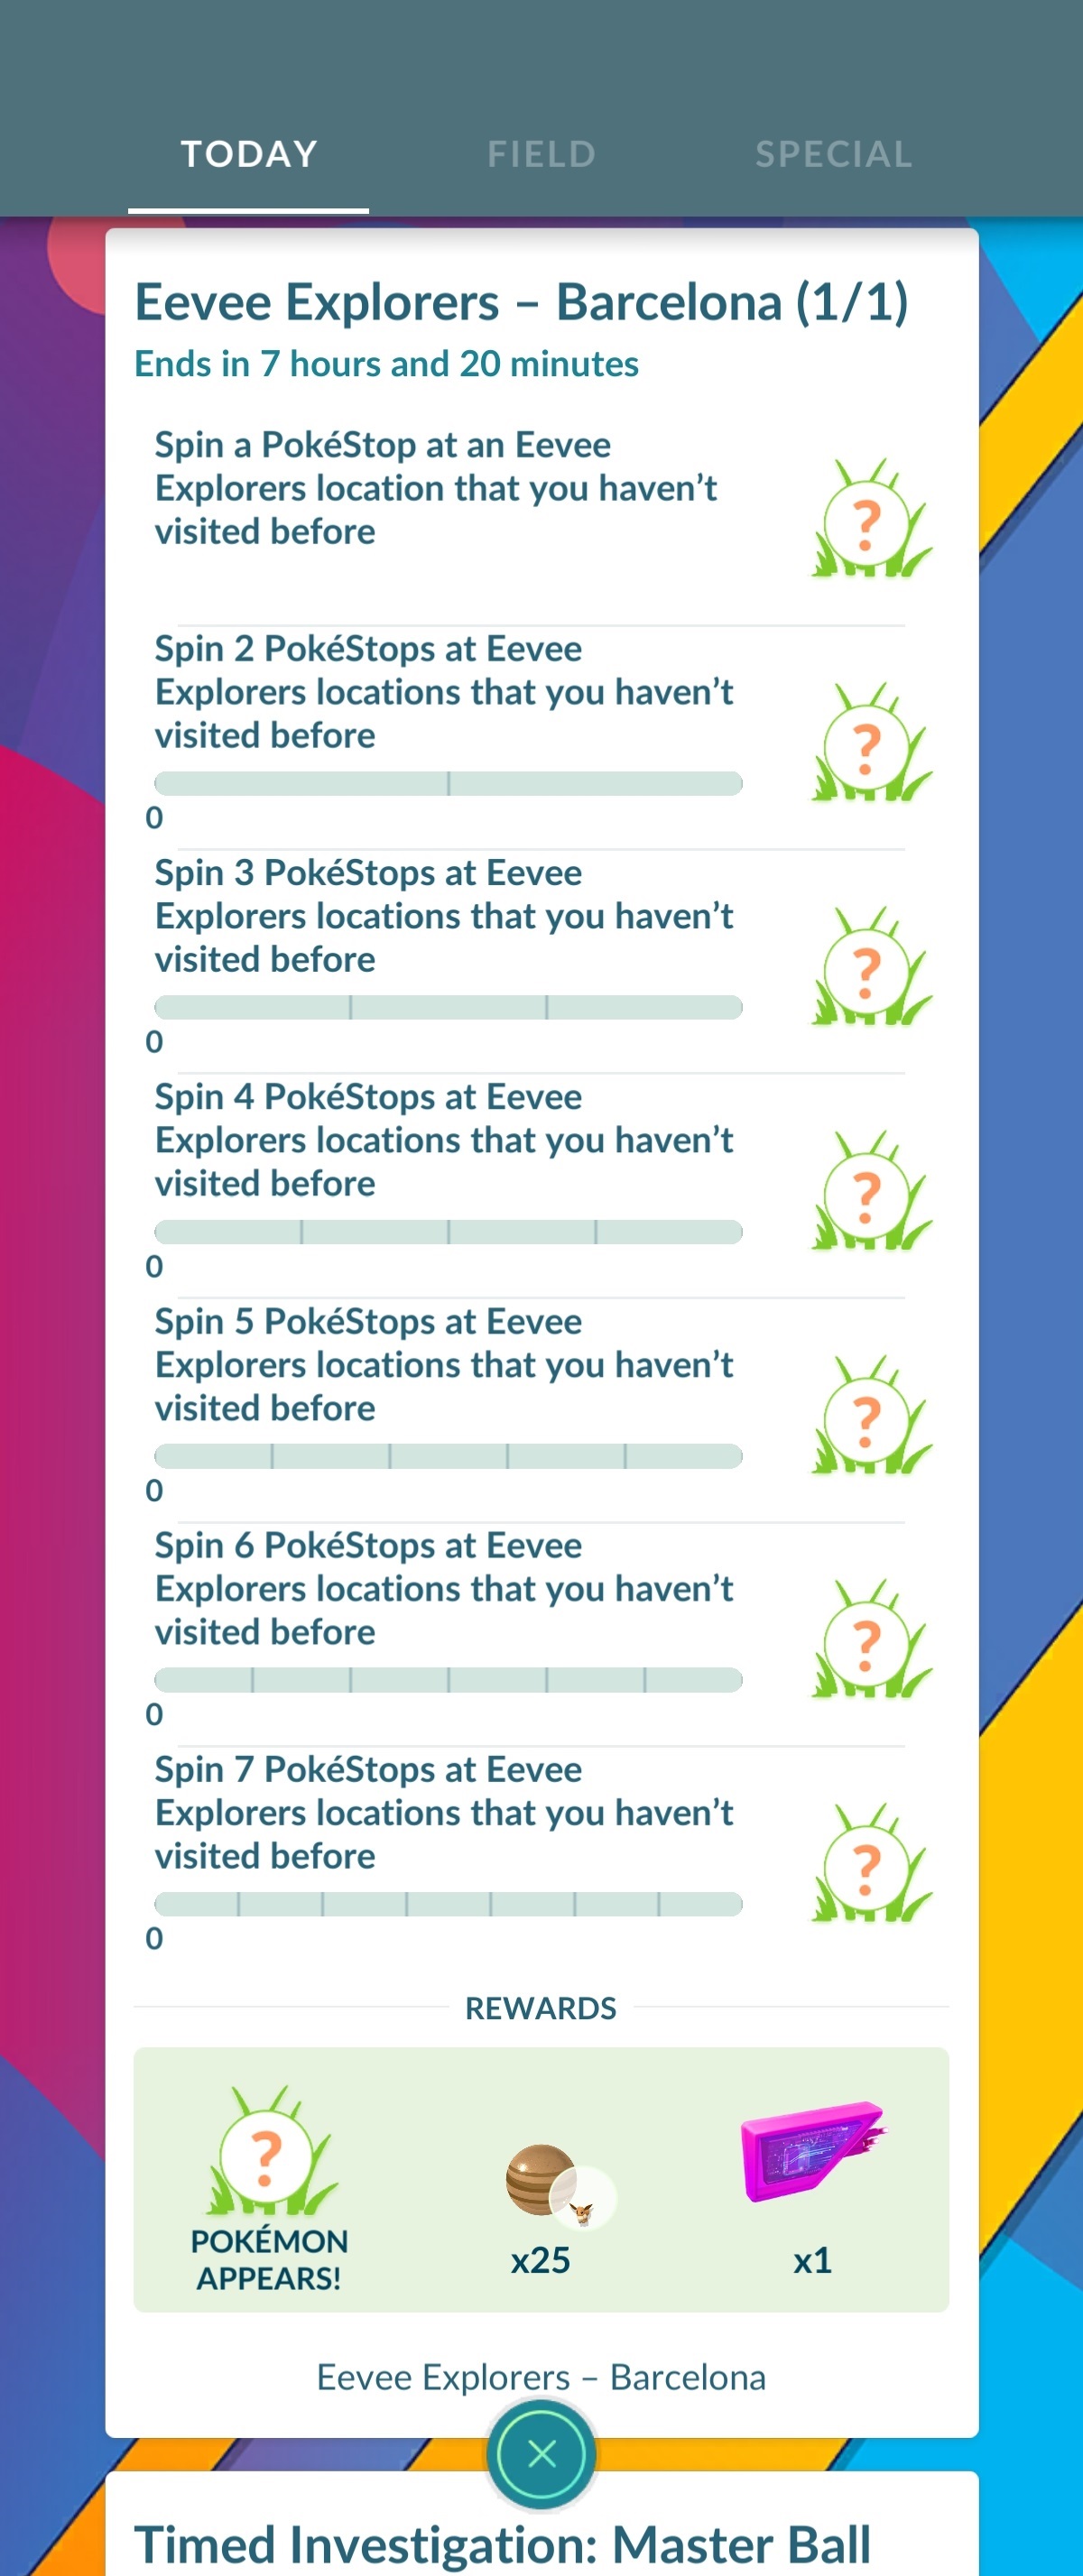 TODAY
FIELD
SPECIAL
Eevee Explorers – Barcelona (1/1)
Ends in 7 hours and 20 minutes
Spin a PokéStop at an Eevee
Explorers location that you haven’t
visited before
?
Spin 2 PokéStops at Eevee
Explorers locations that you haven’t
visited before
?
0
Spin 3 PokéStops at Eevee
Explorers locations that you haven’t
visited before
?
0
Spin 4 PokéStops at Eevee
Explorers locations that you haven’t
visited before
?
0
Spin 5 PokéStops at Eevee
Explorers locations that you haven’t
visited before
?
0
Spin 6 PokéStops at Eevee
Explorers locations that you haven’t
visited before
?
0
Spin 7 PokéStops at Eevee
Explorers locations that you haven’t
visited before
?
0
REWARDS
?
POKÉMON
APPEARS!
x25
x1
Eevee Explorers – Barcelona
Timed Investigation: Master Ball